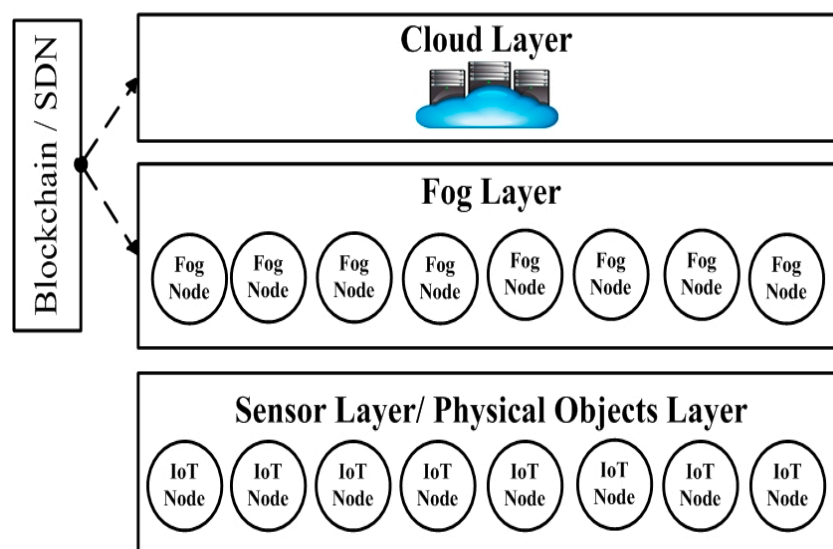 Blockchain / SDN
Cloud Layer
Fog Layer
Fog
Node
Fog
Node
Fog
Node
Fog
Node
Fog
Node
Fog
Node
Fog
Node
Fog
Node
Sensor Layer/ Physical Objects Layer
IoT
Node
IoT
Node
IoT
Node
IoT
Node
IoT
Node
IoT
Node
IoT
Node
IoT
Node